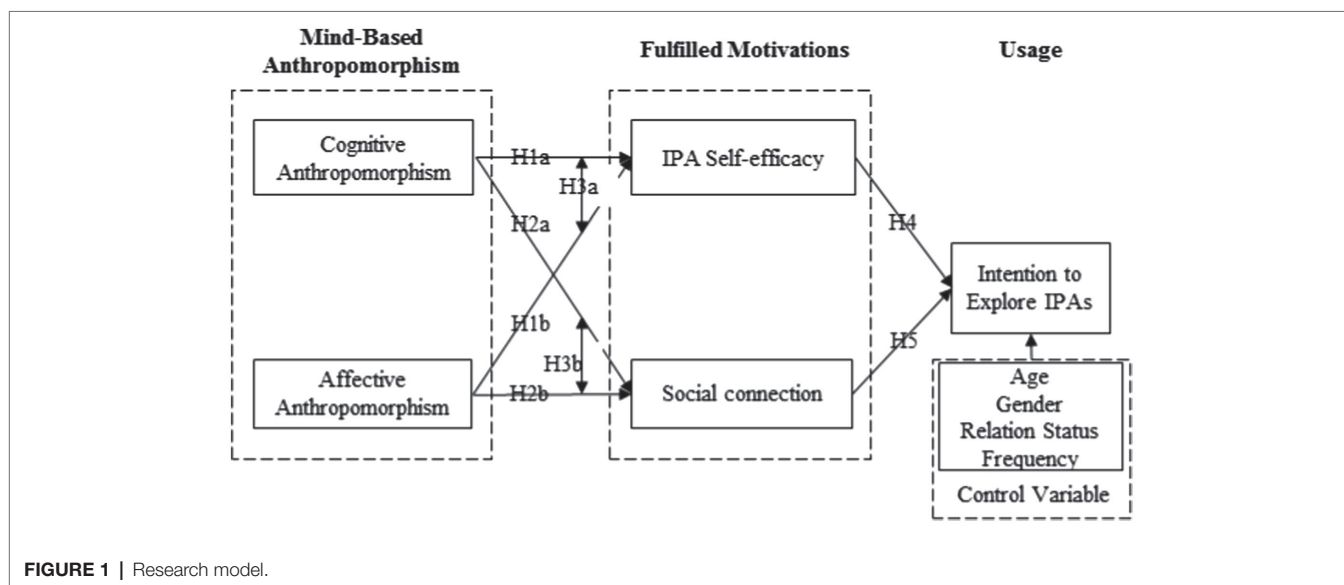 Mind-Based
Anthropomorphism
Fulfilled Motivations
Usage
Cognitive
Anthropomorphism
Affective
Anthropomorphism
H1a
H3a
H2a
H1b
H3b
H2b
IPA Self-efficacy
Social connection
H4
H5
Intention to
Explore IPAs
Age
Gender
Relation Status
Frequency
Control Variable
FIGURE 1 | Research model.